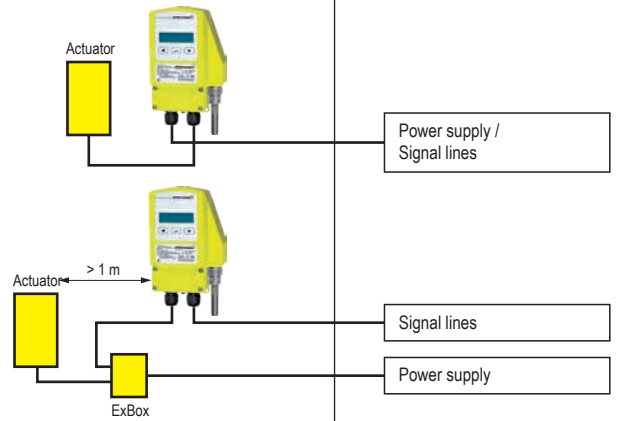 Actuator
Power supply /
Signal lines
> 1 m
Actuator
Signal lines
Power supply
ExBox